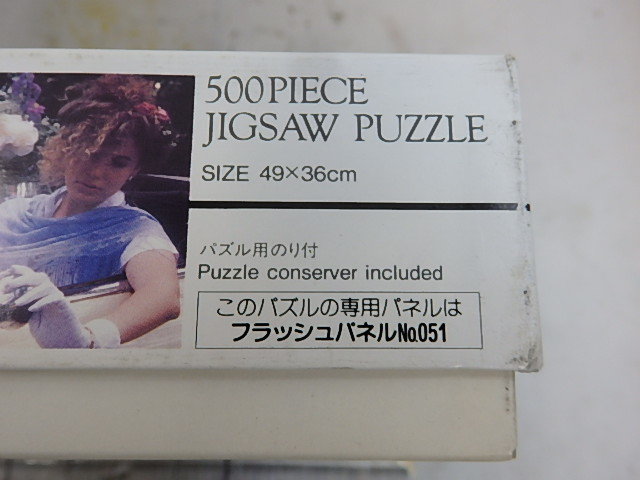 500PIECE
JIGSAW PUZZLE
SIZE 49×36cm
パズル用のり付
Puzzle conserver included
このパズルの専用パネルは
フラッシュパネルNo.051